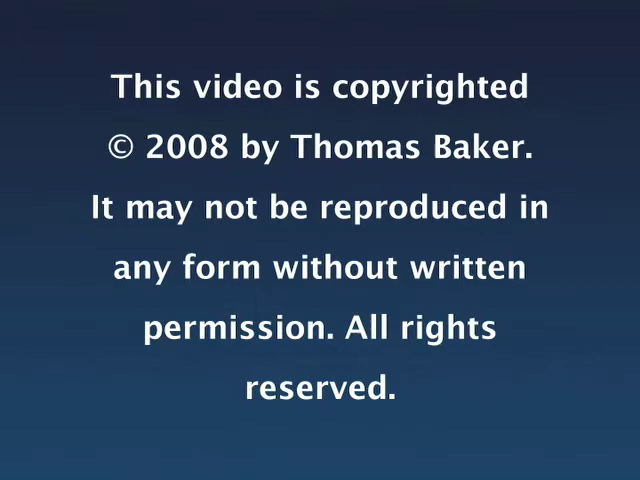 This video is copyrighted
© 2008 by Thomas Baker.
It may not be reproduced in
any form without written
permission. All rights
reserved.